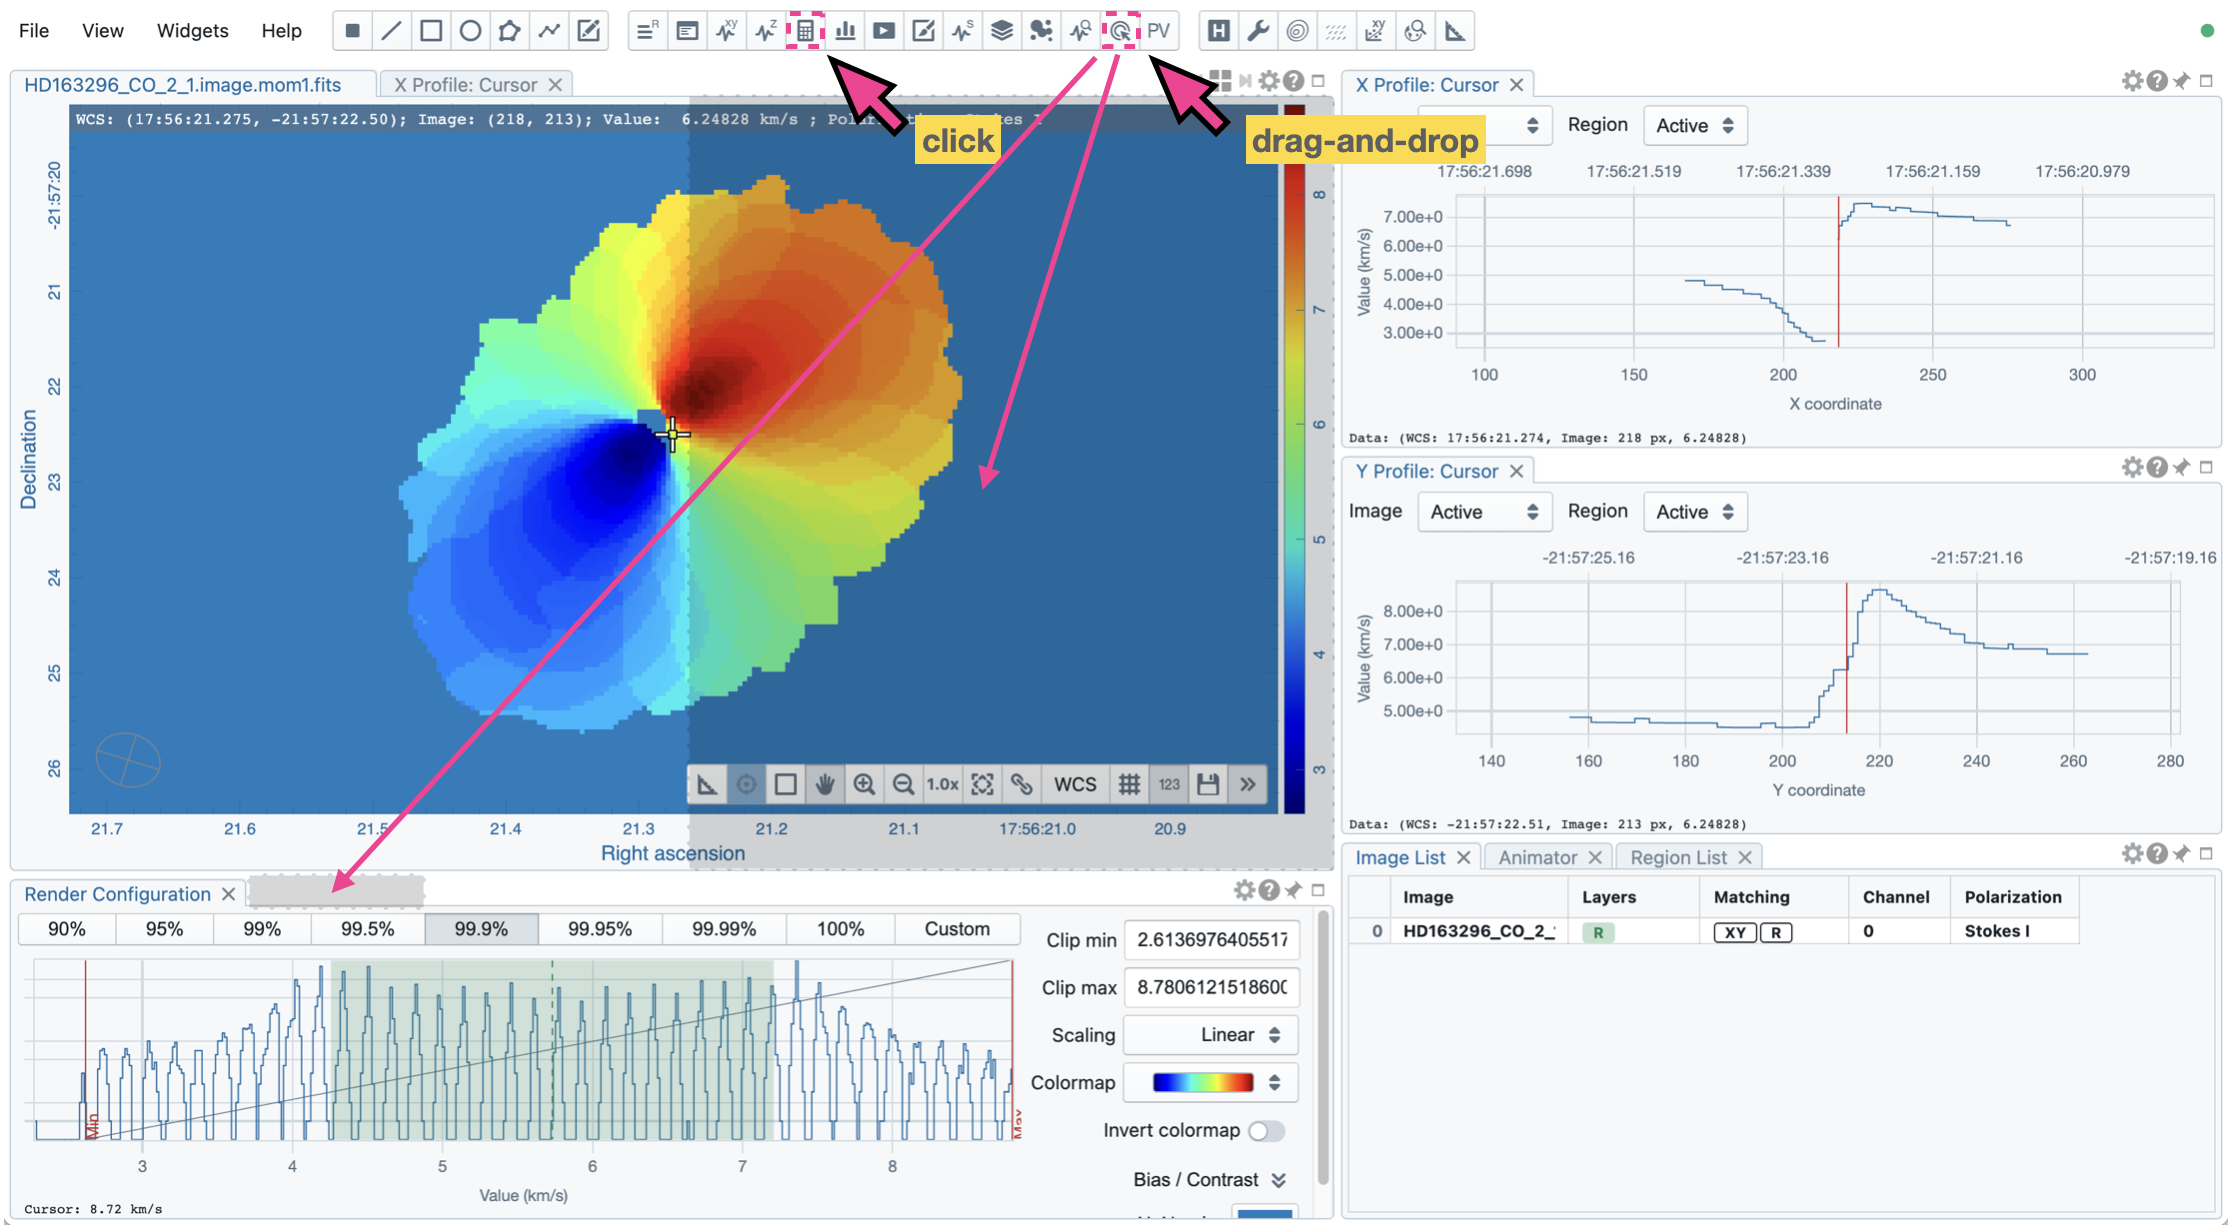 File View Widgets Help
R XY Z S PV H XY
HD163296_CO_2_1.image.mom1.fits
X Profile: Cursor
WCS: (17:56:21.275, -21:57:22.50); Image: (218, 213); Value: 6.24828 km/s ;
click
drag-and-drop
-21:57:20
21
22
23
24
25
26
Declination
8
7
6
5
4
3
1.0x WCS 123
21.7 21.6 21.5 21.4 21.3 21.2 21.1 17:56:21.0 20.9
Right ascension
Render Configuration
90% 95% 99% 99.5% 99.9% 99.95% 99.99% 100% Custom
Min
Max
3 4 5 6 7 8
Value (km/s)
Cursor: 8.72 km/s
Clip min 2.6136976405517
Clip max 8.7806121518600
Scaling Linear
Colormap
Invert colormap
Bias / Contrast
X Profile: Cursor
Region Active
17:56:21.698 17:56:21.519 17:56:21.339 17:56:21.159 17:56:20.979
7.00e+0
6.00e+0
5.00e+0
4.00e+0
3.00e+0
Value (km/s)
100 150 200 250 300
X coordinate
Data: (WCS: 17:56:21.274, Image: 218 px, 6.24828)
Y Profile: Cursor
Image Active Region Active
-21:57:25.16 -21:57:23.16 -21:57:21.16 -21:57:19.16
8.00e+0
7.00e+0
6.00e+0
5.00e+0
Value (km/s)
140 160 180 200 220 240 260 280
Y coordinate
Data: (WCS: -21:57:22.51, Image: 213 px, 6.24828)
Image List Animator Region List
Image Layers Matching Channel Polarization
0 HD163296_CO_2_ R XY R 0 Stokes I